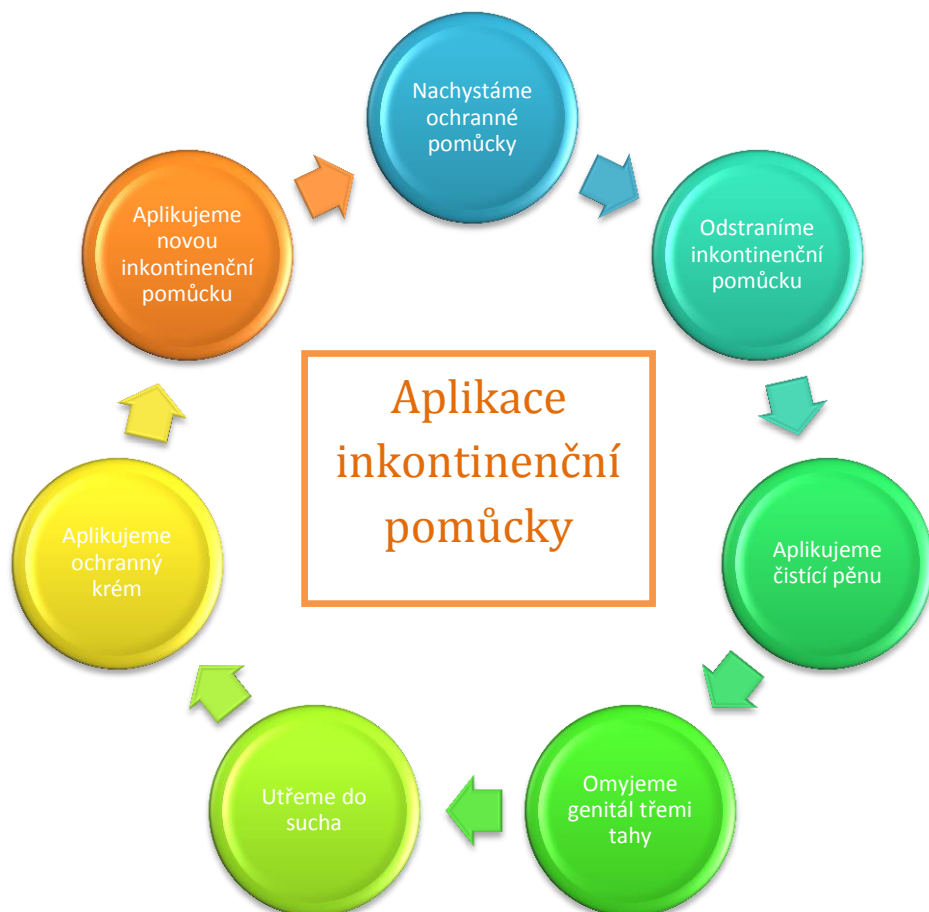 Nachystáme
ochranné
pomůcky
Odstraníme
inkontinenční
pomůcku
Aplikujeme
čistící pěnu
Omyjeme
genitál třemi
tahy
Utřeme do
sucha
Aplikujeme
ochranný
krém
Aplikujeme
novou
inkontinenční
pomůcku
Aplikace
inkontinenční
pomůcky